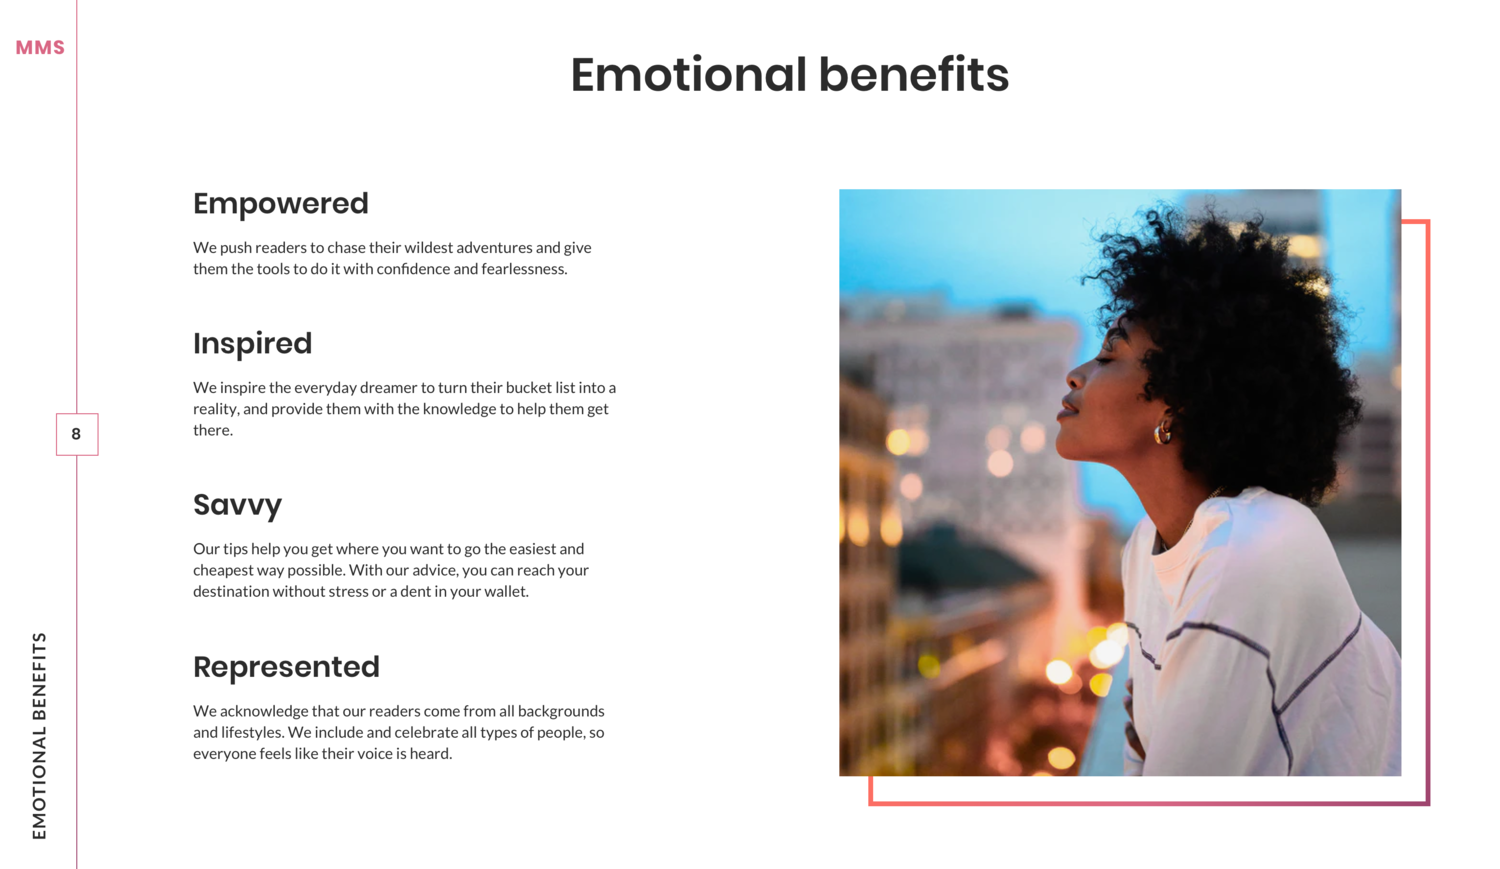 MMS
Emotional benefits
Empowered
We push readers to chase their wildest adventures and give
them the tools to do it with confidence and fearlessness.
Inspired
We inspire the everyday dreamer to turn their bucket list into a
reality, and provide them with the knowledge to help them get
there.
8
Savvy
Our tips help you get where you want to go the easiest and
cheapest way possible. With our advice, you can reach your
destination without stress or a dent in your wallet.
Represented
We acknowledge that our readers come from all backgrounds
and lifestyles. We include and celebrate all types of people, so
everyone feels like their voice is heard.
EMOTIONAL BENEFITS